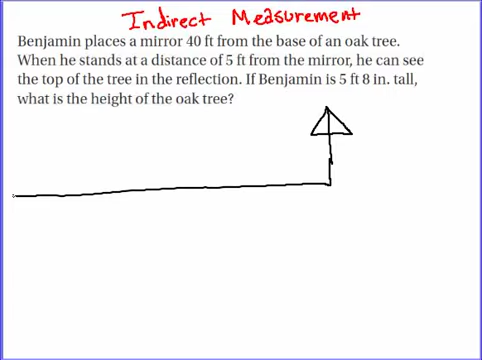 Indirect Measurement
Benjamin places a mirror 40 ft from the base of an oak tree.
When he stands at a distance of 5 ft from the mirror, he can see
the top of the tree in the reflection. If Benjamin is 5 ft 8 in. tall,
what is the height of the oak tree?